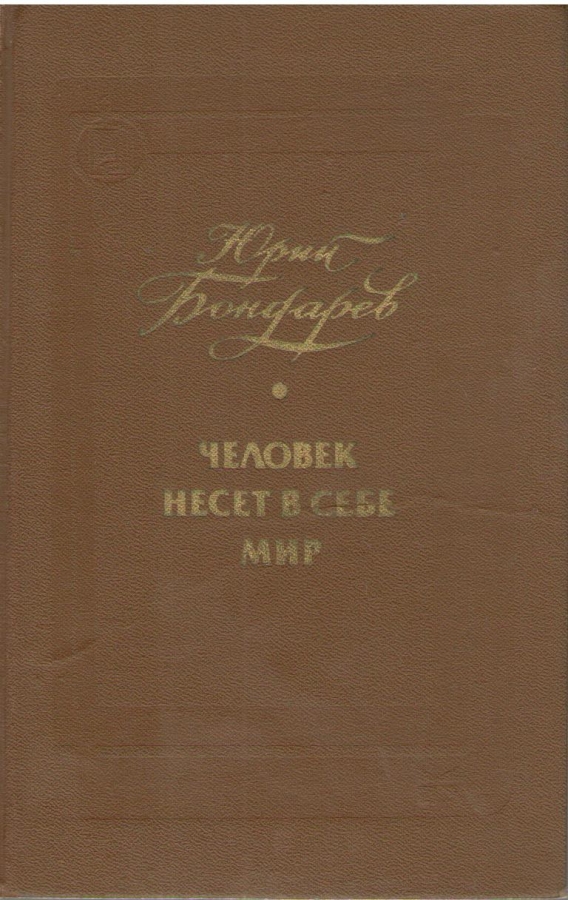 Юрий
Бондарев
ЧЕЛОВЕК
НЕСЕТ В СЕБЕ
МИР